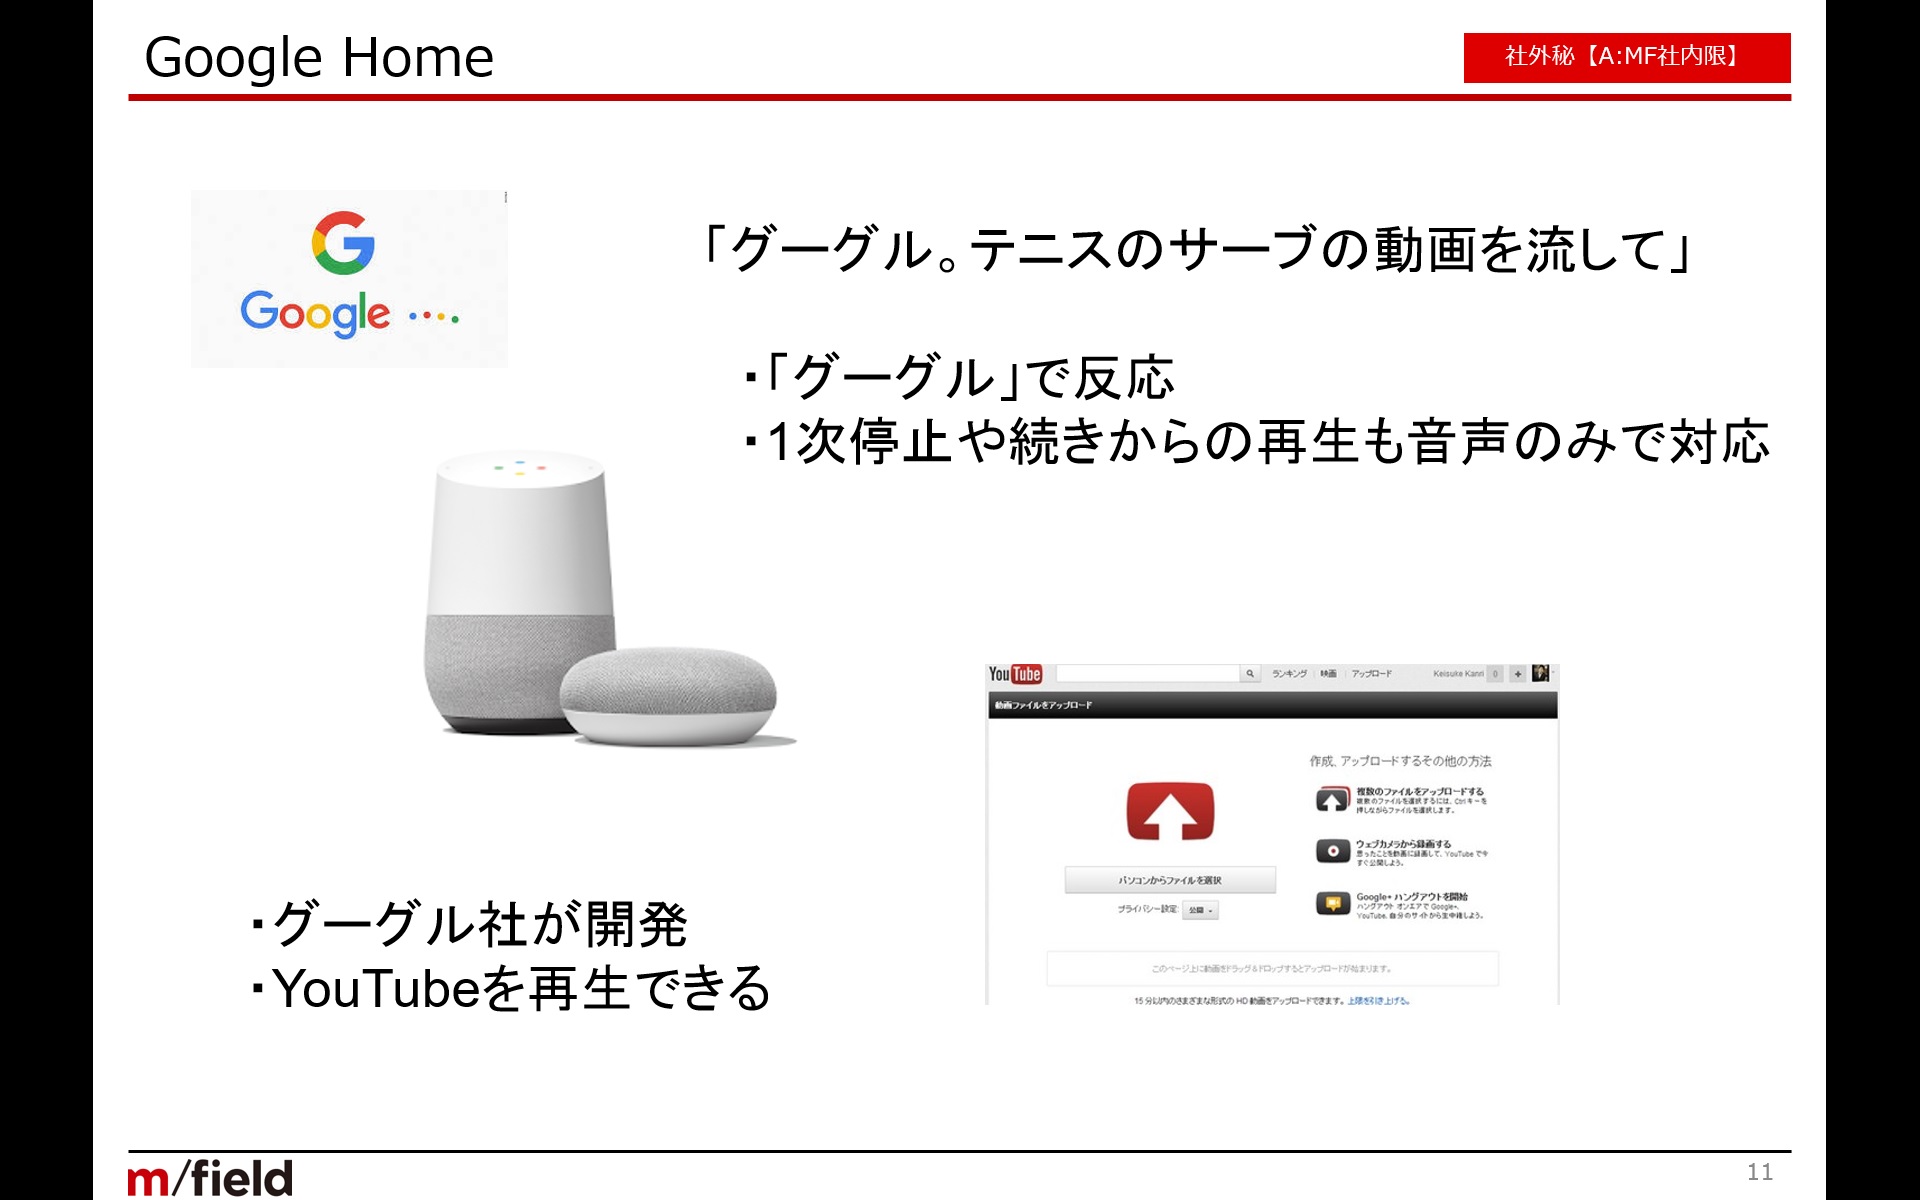 Google Home
社外秘【A:MF社内限】
G
Google
「グーグル。テニスのサーブの動画を流して」
・「グーグル」で反応
・1次停止や続きからの再生も音声のみで対応
YouTube
ランキング 映画 アップロード
Keisuke Kanri 0 +
動画ファイルをアップロード
作成、アップロードするその他の方法
複数のファイルをアップロードする
複数のファイルを選択するには、Ctrl キーを
押しながらファイルを選択します。
ウェブカメラから録画する
思ったことを動画に録画して、YouTube で今
すぐ公開しよう。
パソコンからファイルを選択
プライバシー設定: 公開
Google+ ハングアウトを開始
ハングアウト オンエアで Google+、
YouTube、自分のサイトから生中継しよう。
このページ上に動画をドラッグ&ドロップするとアップロードが始まります。
15 分以内のさまざまな形式の HD 動画をアップロードできます。上限を引き上げる。
・グーグル社が開発
・YouTubeを再生できる
m/field
11